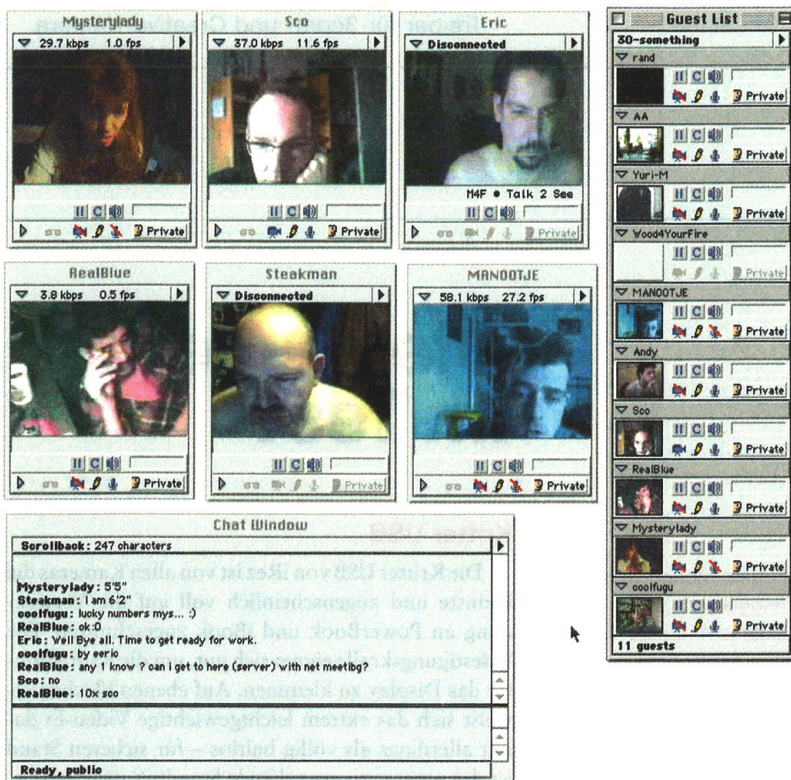 Mysterylady
29.7 kbps 1.0 fps
Private
Sco
37.0 kbps 11.6 fps
Private
Eric
Disconnected
M4F • Talk 2 See
Private
RealBlue
3.8 kbps 0.5 fps
Private
Steakman
Disconnected
Private
MANOOTJE
58.1 kbps 27.2 fps
Private
Chat Window
Scrollback: 247 characters
Mysterylady: 5'5"
Steakman: I am 6'2"
coolfugu: lucky numbers mys... :)
RealBlue: ok:0
Eric: Well Bye all. Time to get ready for work.
coolfugu: by eerio
RealBlue: any 1 know ? can i get to here (server) with net meetibg?
Sco: no
RealBlue: 10x sco
Ready, public
Guest List
30-something
rand
Private
AA
Private
Yuri-M
Private
Wood4YourFire
Private
MANOOTJE
Private
Andy
Private
Sco
Private
RealBlue
Private
Mysterylady
Private
coolfugu
Private
11 guests